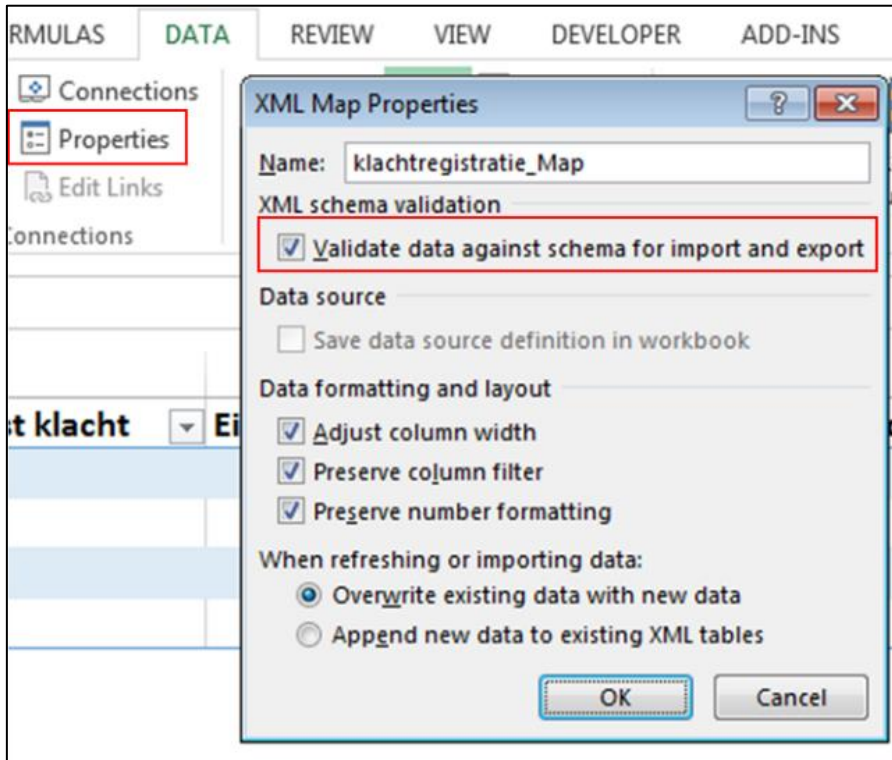 RMULAS DATA REVIEW VIEW DEVELOPER ADD-INS
Connections
Properties
Edit Links
Connections
XML Map Properties
Name: klachtregistratie_Map
XML schema validation
Validate data against schema for import and export
Data source
Save data source definition in workbook
Data formatting and layout
st klacht Ei
Adjust column width
Preserve column filter
Preserve number formatting
When refreshing or importing data:
Overwrite existing data with new data
Append new data to existing XML tables
OK Cancel